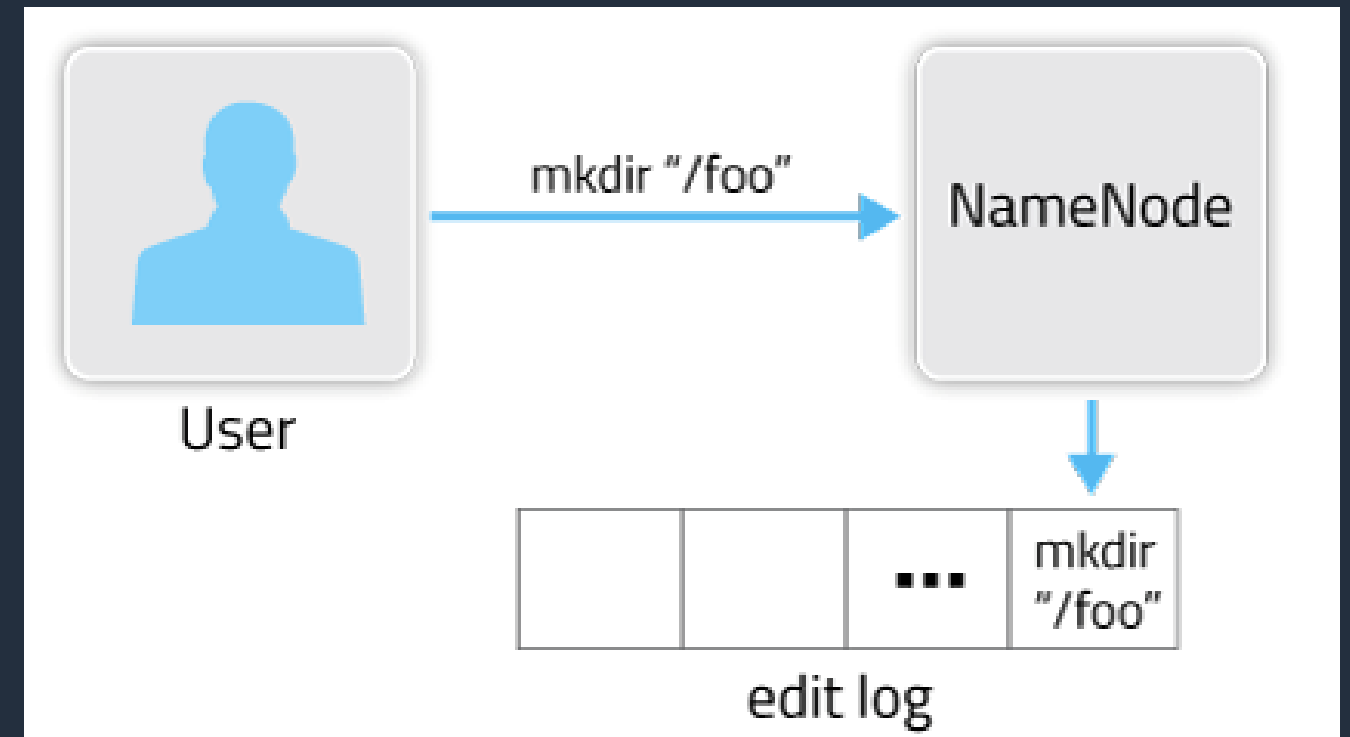 mkdir “/foo”
NameNode
User
...
mkdir
“/foo”
edit log